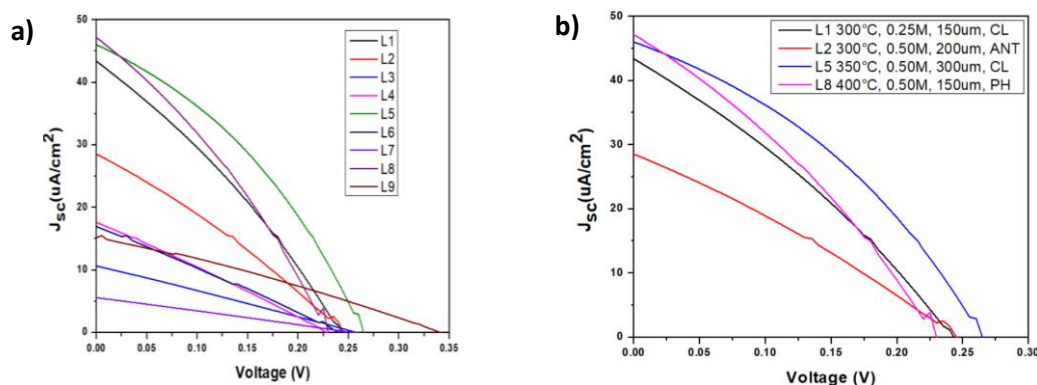 a)
50
40
30
20
10
0
Jsc(uA/cm2)
0.00 0.05 0.10 0.15 0.20 0.25 0.30 0.35
Voltage (V)
L1
L2
L3
L4
L5
L6
L7
L8
L9
b)
50
40
30
20
10
0
Jsc(uA/cm2)
0.00 0.05 0.10 0.15 0.20 0.25 0.30
Voltage (V)
L1 300°C, 0.25M, 150um, CL
L2 300°C, 0.50M, 200um, ANT
L5 350°C, 0.50M, 300um, CL
L8 400°C, 0.50M, 150um, PH